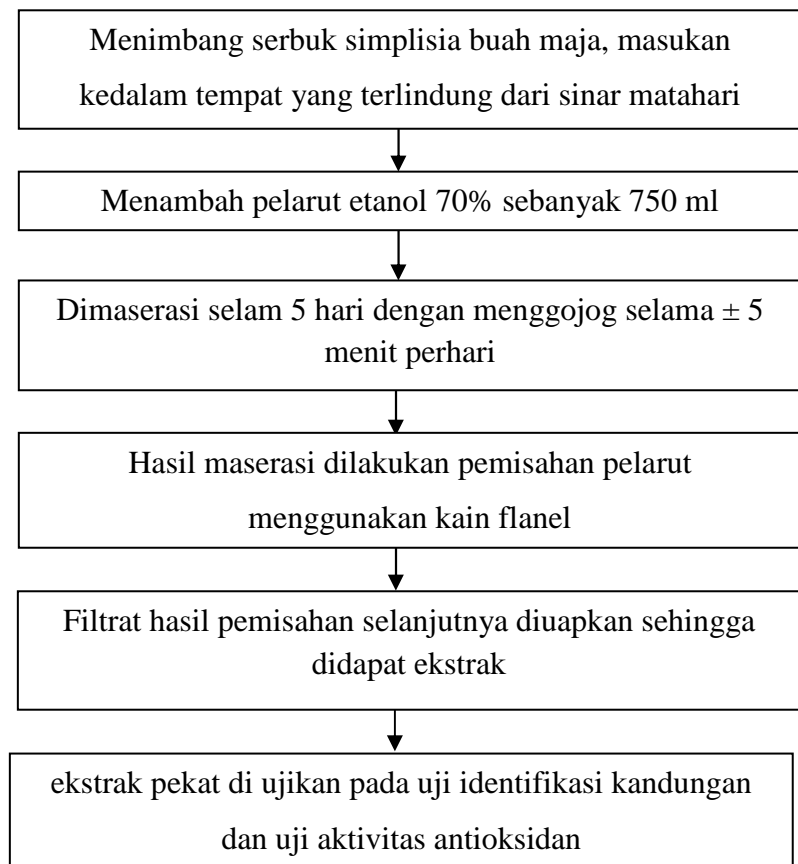 Menimbang serbuk simplisia buah maja, masukan
kedalam tempat yang terlindung dari sinar matahari
Menambah pelarut etanol 70% sebanyak 750 ml
Dimaserasi selam 5 hari dengan menggojog selama ± 5
menit perhari
Hasil maserasi dilakukan pemisahan pelarut
menggunakan kain flanel
Filtrat hasil pemisahan selanjutnya diuapkan sehingga
didapat ekstrak
ekstrak pekat di ujikan pada uji identifikasi kandungan
dan uji aktivitas antioksidan